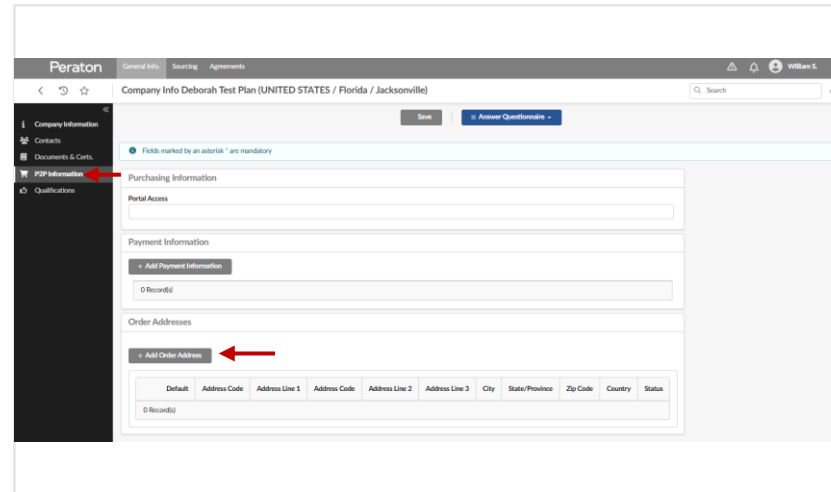 Peraton
General Info. Sourcing Agreements
William S.
Company Info Deborah Test Plan (UNITED STATES / Florida / Jacksonville)
Search
Company Information
Contacts
Documents & Certs.
P2P Information
Qualifications
Save
Answer Questionnaire
Fields marked by an asterisk * are mandatory
Purchasing Information
Portal Access
Payment Information
+ Add Payment Information
0 Record(s)
Order Addresses
+ Add Order Address
Default Address Code Address Line 1 Address Code Address Line 2 Address Line 3 City State/Province Zip Code Country Status
0 Record(s)